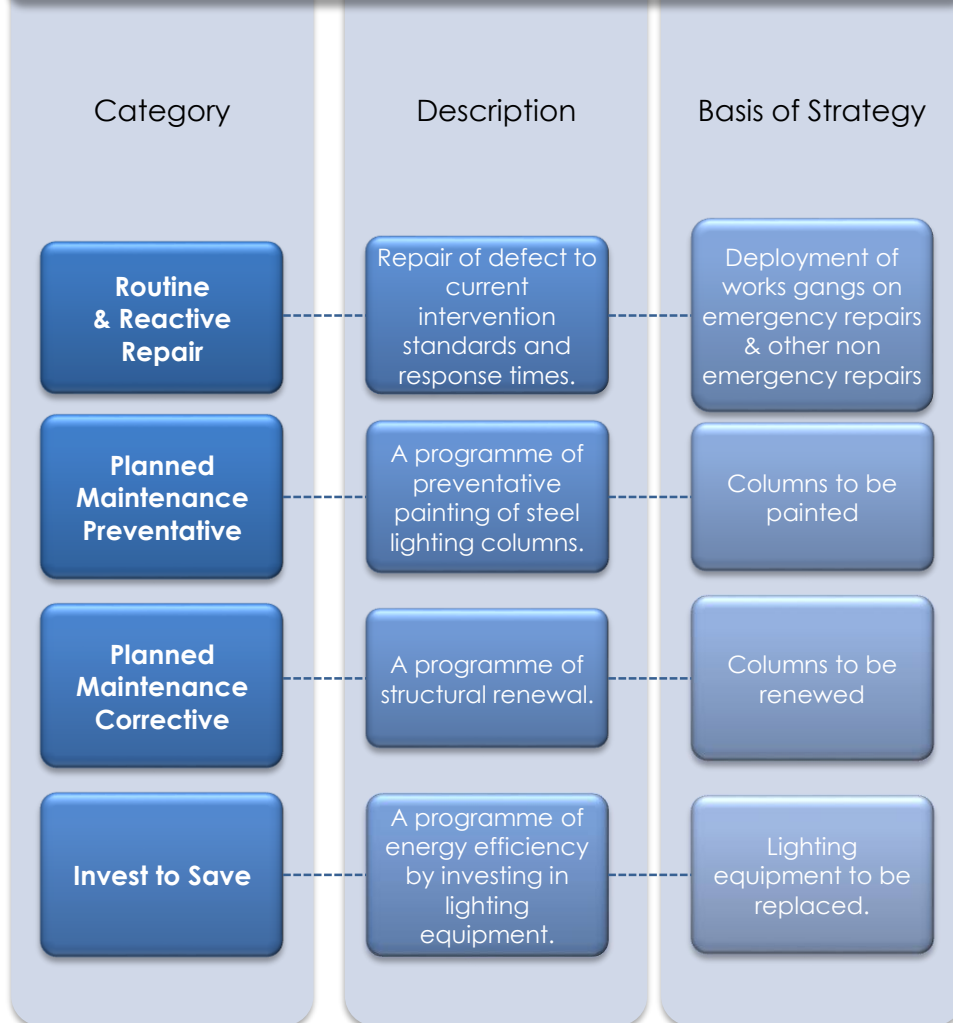 Category
Description
Basis of Strategy
Routine
& Reactive
Repair
Repair of defect to
current
intervention
standards and
response times.
Deployment of
works gangs on
emergency repairs
& other non
emergency repairs
Planned
Maintenance
Preventative
A programme of
preventative
painting of steel
lighting columns.
Columns to be
painted
Planned
Maintenance
Corrective
A programme of
structural renewal.
Columns to be
renewed
Invest to Save
A programme of
energy efficiency
by investing in
lighting
equipment.
Lighting
equipment to be
replaced.